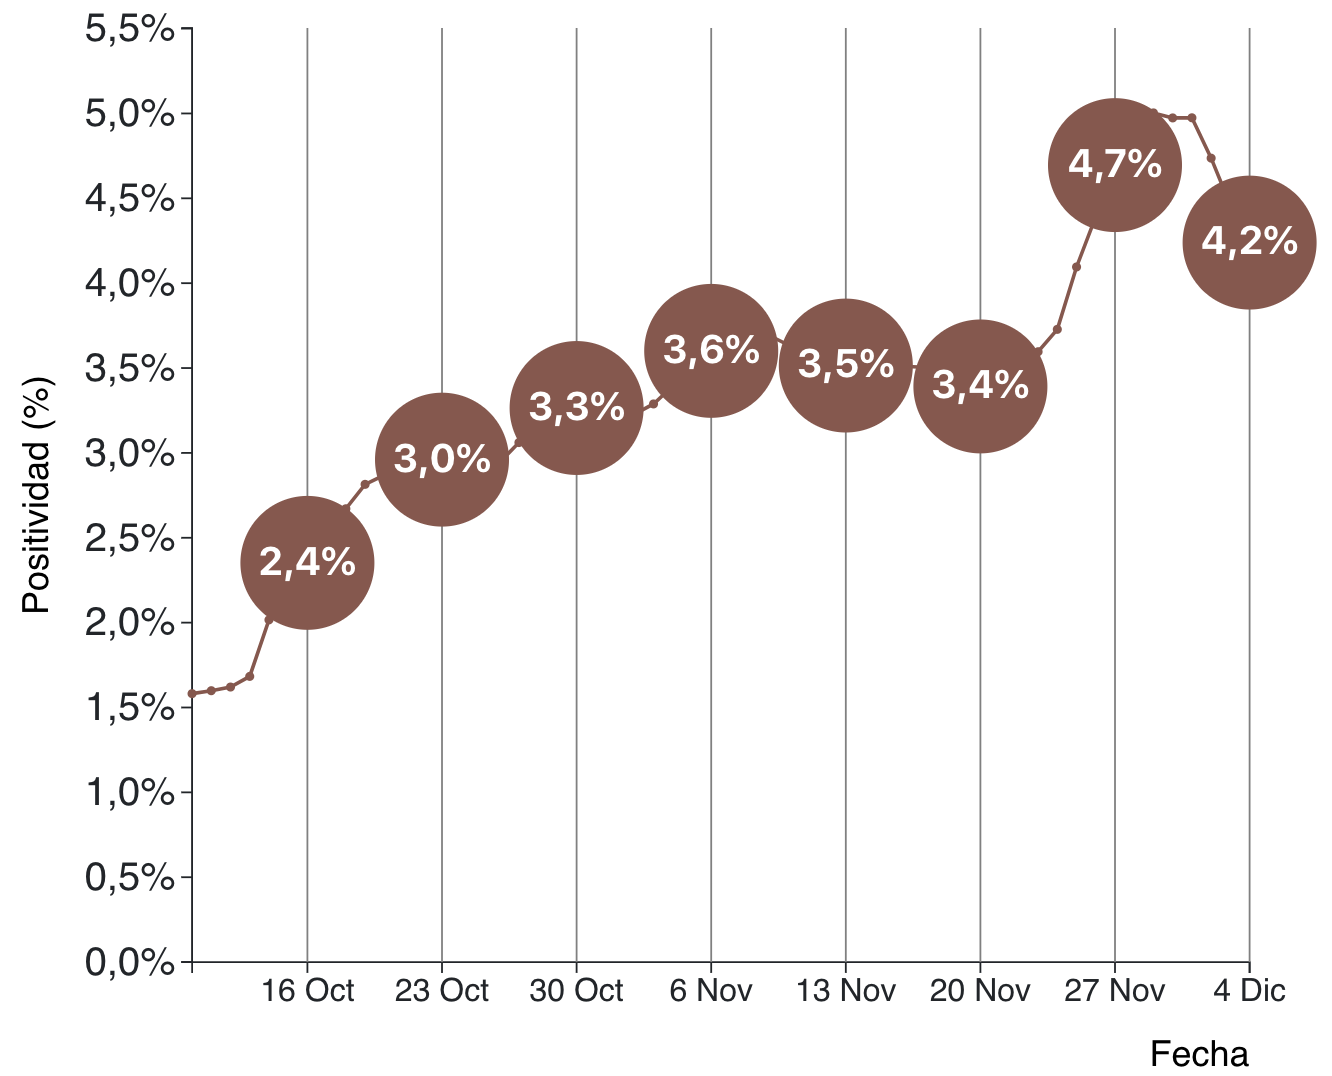 5,5%
5,0%
4,5%
4,0%
3,5%
3,0%
2,5%
2,0%
1,5%
1,0%
0,5%
0,0%
Positividad (%)
2,4%
3,0%
3,3%
3,6%
3,5%
3,4%
4,7%
4,2%
16 Oct
23 Oct
30 Oct
6 Nov
13 Nov
20 Nov
27 Nov
4 Dic
Fecha